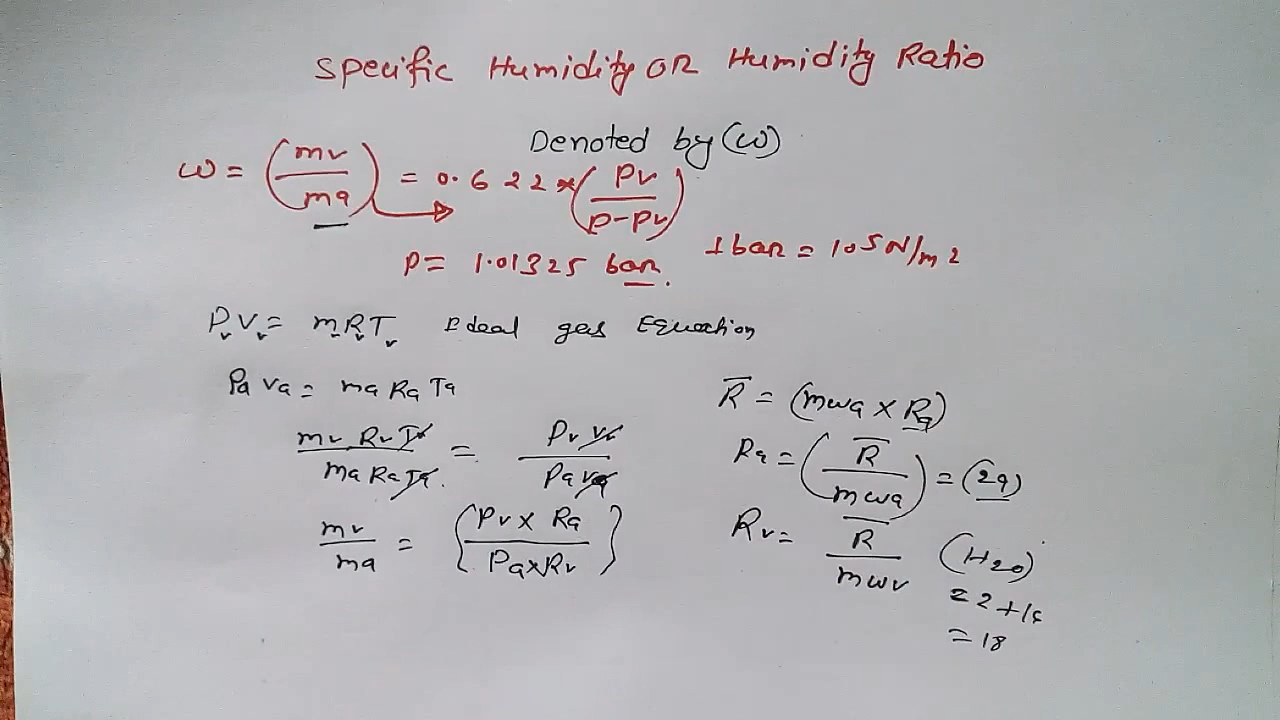 Specific Humidity OR Humidity Ratio
Denoted by (ω)
ω = (mv/ma) = 0.622 × (Pv/P-Pv)
P = 1.01325 bar. 1 bar = 105 N/m2
PvVv = mvRvTv Ideal gas Equation
PaVa = maRaTa
mvRvTv/maRaTa = PvVv/PaVa
mv/ma = {Pv×Ra/Pa×Rv}
R̅ = (mwa × Ra)
Ra = (R̅/mwa) = (29)
Rv = R̅/mwv (H2O)
= 2+16
= 18